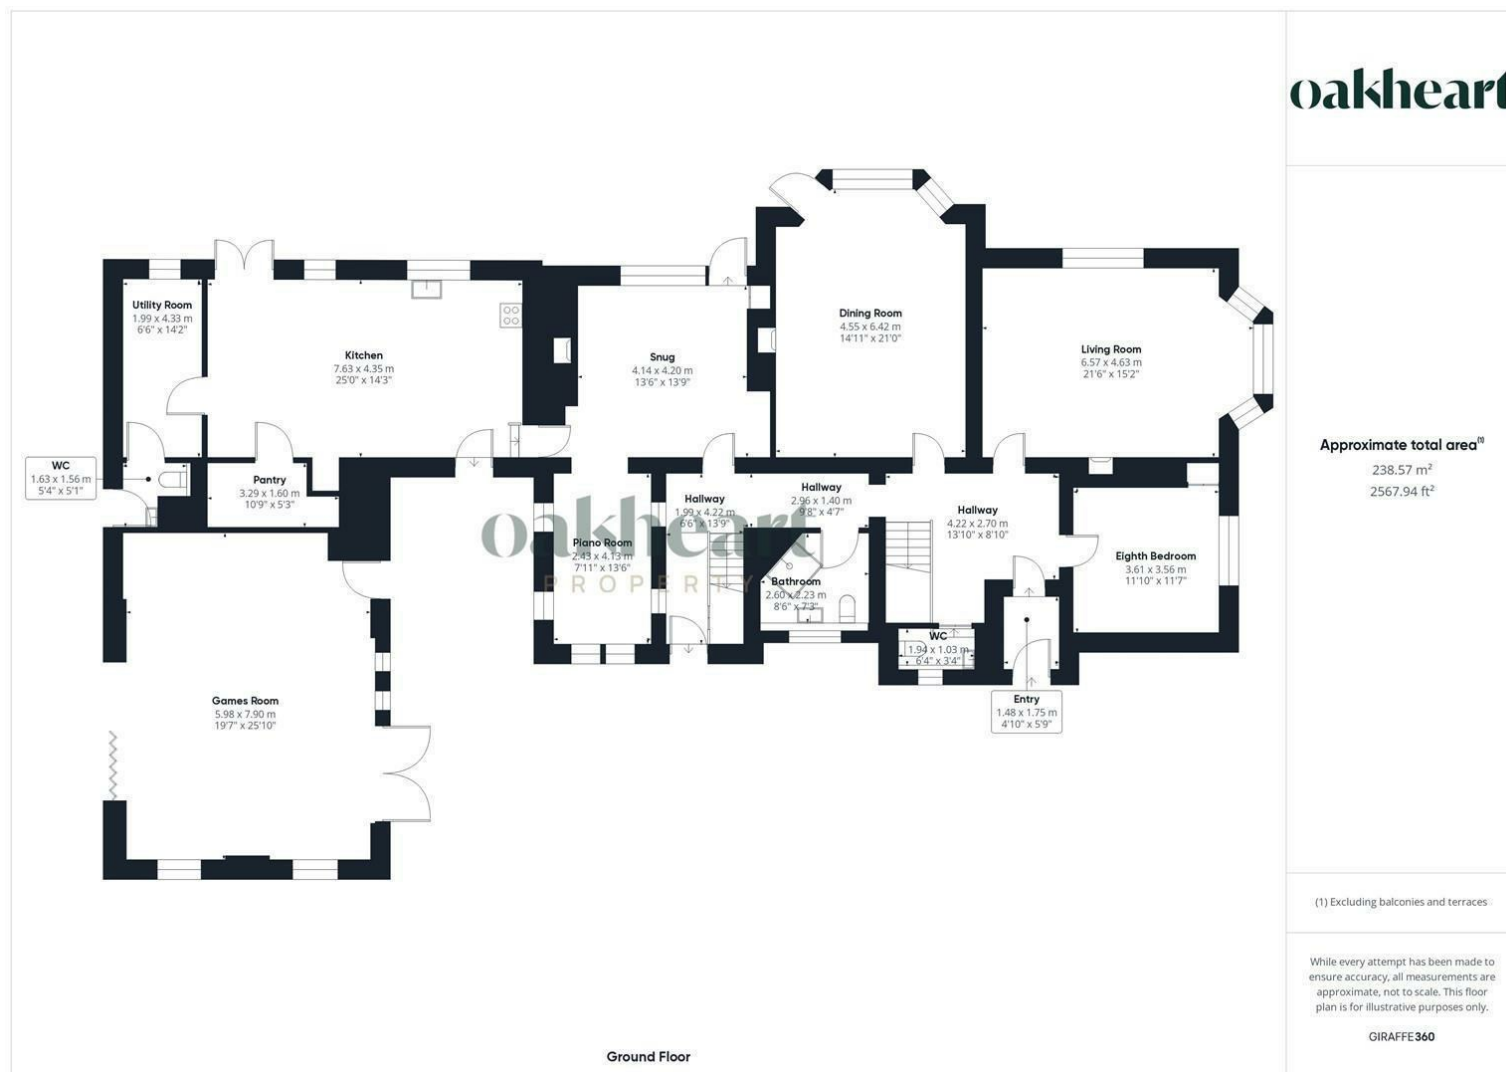 oakheart
Utility Room
1.99 x 4.33 m
6'6" x 14'2"
Kitchen
7.63 x 4.35 m
25'0" x 14'3"
Snug
4.14 x 4.20 m
13'6" x 13'9"
Dining Room
4.55 x 6.42 m
14'11" x 21'0"
Living Room
6.57 x 4.63 m
21'6" x 15'2"
WC
1.63 x 1.56 m
5'4" x 5'1"
Pantry
3.29 x 1.60 m
10'9" x 5'3"
Hallway
1.99 x 4.22 m
6'6" x 13'9"
Hallway
2.96 x 1.40 m
9'8" x 4'7"
Hallway
4.22 x 2.70 m
13'10" x 8'10"
Piano Room
2.43 x 4.13 m
7'11" x 13'6"
Bathroom
2.60 x 2.23 m
8'6" x 7'3"
Eighth Bedroom
3.61 x 3.56 m
11'10" x 11'7"
WC
1.94 x 1.03 m
6'4" x 3'4"
Entry
1.48 x 1.75 m
4'10" x 5'9"
Games Room
5.98 x 7.90 m
19'7" x 25'10"
oakheart
PROPERTY
Ground Floor
Approximate total area(1)
238.57 m²
2567.94 ft²
(1) Excluding balconies and terraces
While every attempt has been made to
ensure accuracy, all measurements are
approximate, not to scale. This floor
plan is for illustrative purposes only.
GIRAFFE360